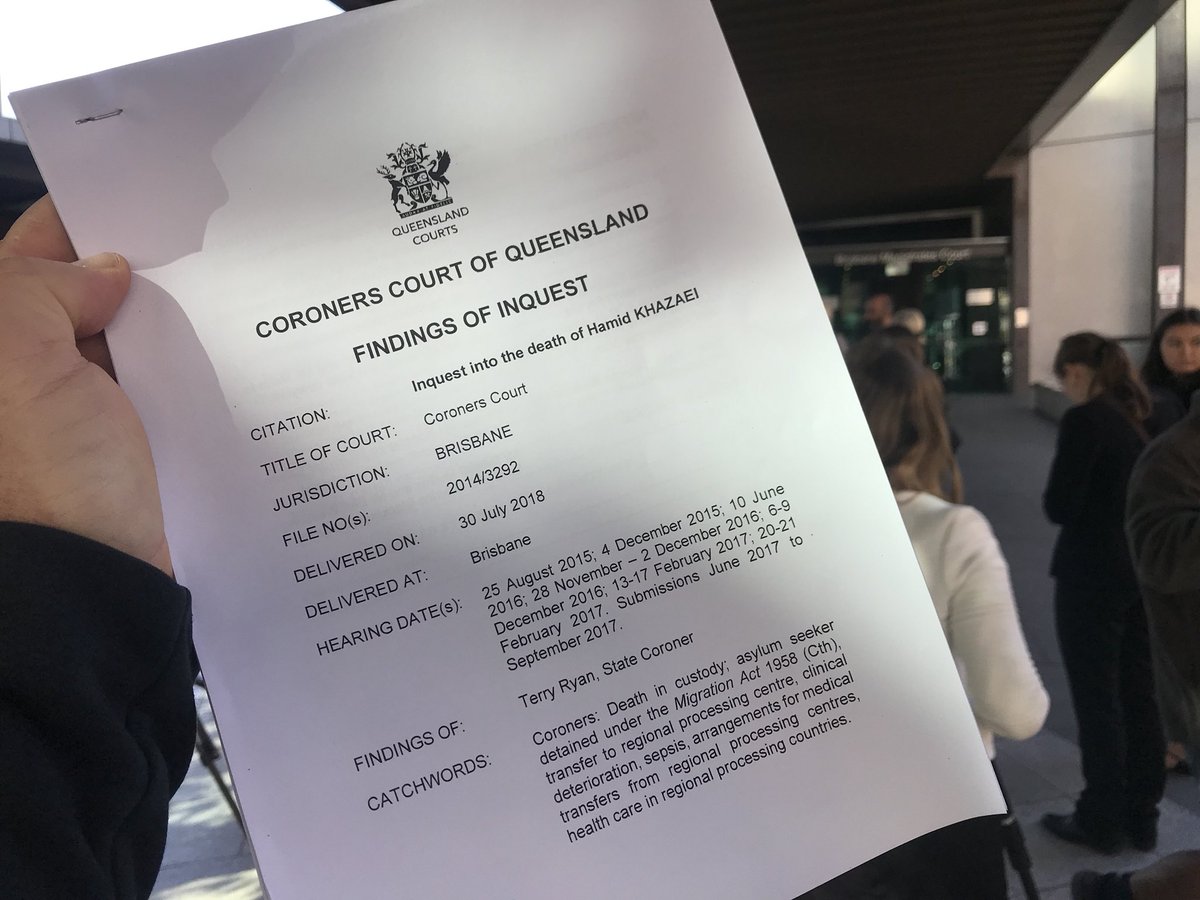 QUEENSLAND
COURTS
CORONERS COURT OF QUEENSLAND
FINDINGS OF INQUEST
CITATION: Inquest into the death of Hamid KHAZAEI
TITLE OF COURT: Coroners Court
JURISDICTION: BRISBANE
FILE NO(s): 2014/3292
DELIVERED ON: 30 July 2018
DELIVERED AT: Brisbane
HEARING DATE(s): 25 August 2015; 4 December 2015; 10 June
2016; 28 November – 2 December 2016; 6-9
December 2016; 13-17 February 2017; 20-21
February 2017. Submissions June 2017 to
September 2017.
FINDINGS OF: Terry Ryan, State Coroner
CATCHWORDS: Coroners: Death in custody; asylum seeker
detained under the Migration Act 1958 (Cth),
transfer to regional processing centre, clinical
deterioration, sepsis, arrangements for medical
transfers from regional processing centres,
health care in regional processing countries.